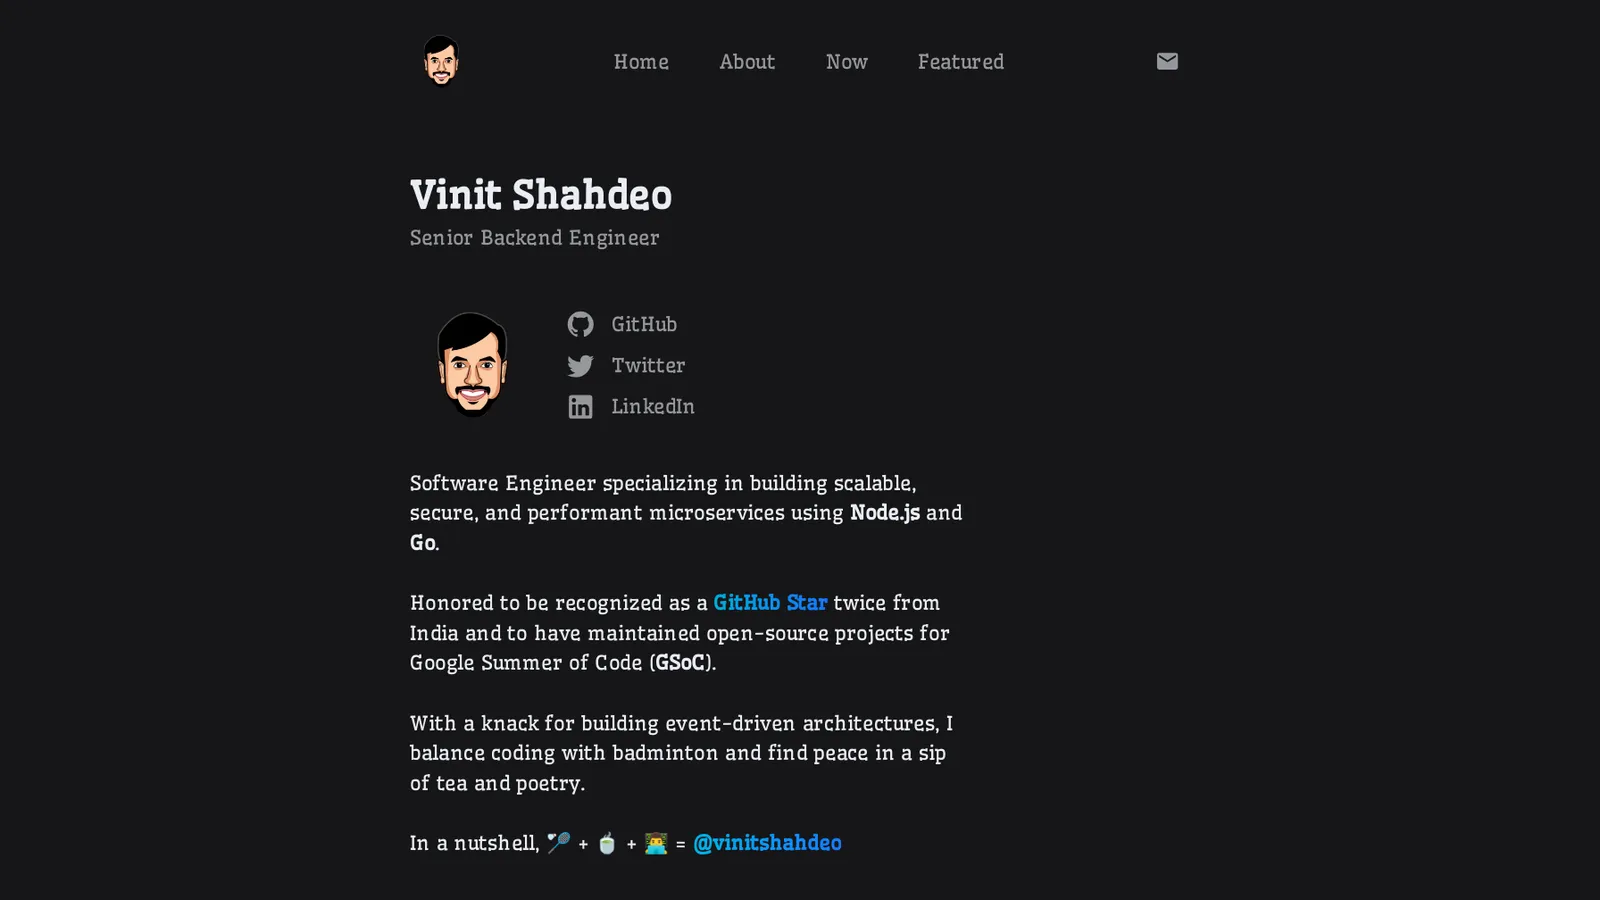 Home About Now Featured
Vinit Shahdeo
Senior Backend Engineer
GitHub
Twitter
LinkedIn
Software Engineer specializing in building scalable,
secure, and performant microservices using Node.js and
Go.
Honored to be recognized as a GitHub Star twice from
India and to have maintained open-source projects for
Google Summer of Code (GSoC).
With a knack for building event-driven architectures, I
balance coding with badminton and find peace in a sip
of tea and poetry.
In a nutshell, 🏸 + 🍵 + 👨‍💻 = @vinitshahdeo